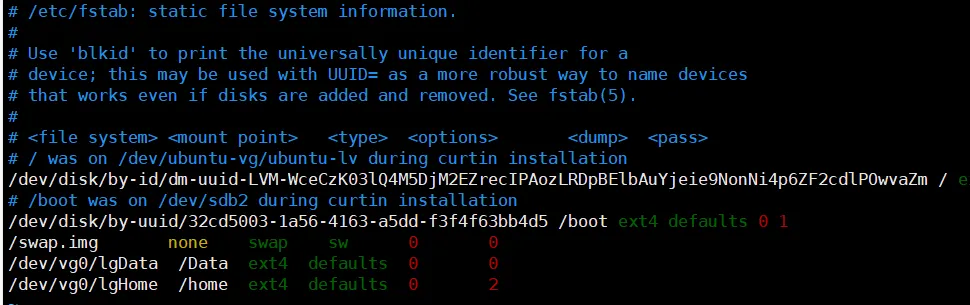 # /etc/fstab: static file system information.
#
# Use 'blkid' to print the universally unique identifier for a
# device; this may be used with UUID= as a more robust way to name devices
# that works even if disks are added and removed. See fstab(5).
#
# <file system> <mount point>   <type>  <options>       <dump>  <pass>
# / was on /dev/ubuntu-vg/ubuntu-lv during curtin installation
/dev/disk/by-id/dm-uuid-LVM-WceCzK03lQ4M5DjM2EZrecIPAozLRDpBElbAuYjeie9NonNi4p6ZF2cdlPOwvaZm / e
# /boot was on /dev/sdb2 during curtin installation
/dev/disk/by-uuid/32cd5003-1a56-4163-a5dd-f3f4f63bb4d5 /boot ext4 defaults 0 1
/swap.img       none     swap     sw       0        0
/dev/vg0/lgData  /Data  ext4  defaults  0       0
/dev/vg0/lgHome  /home  ext4  defaults  0       2